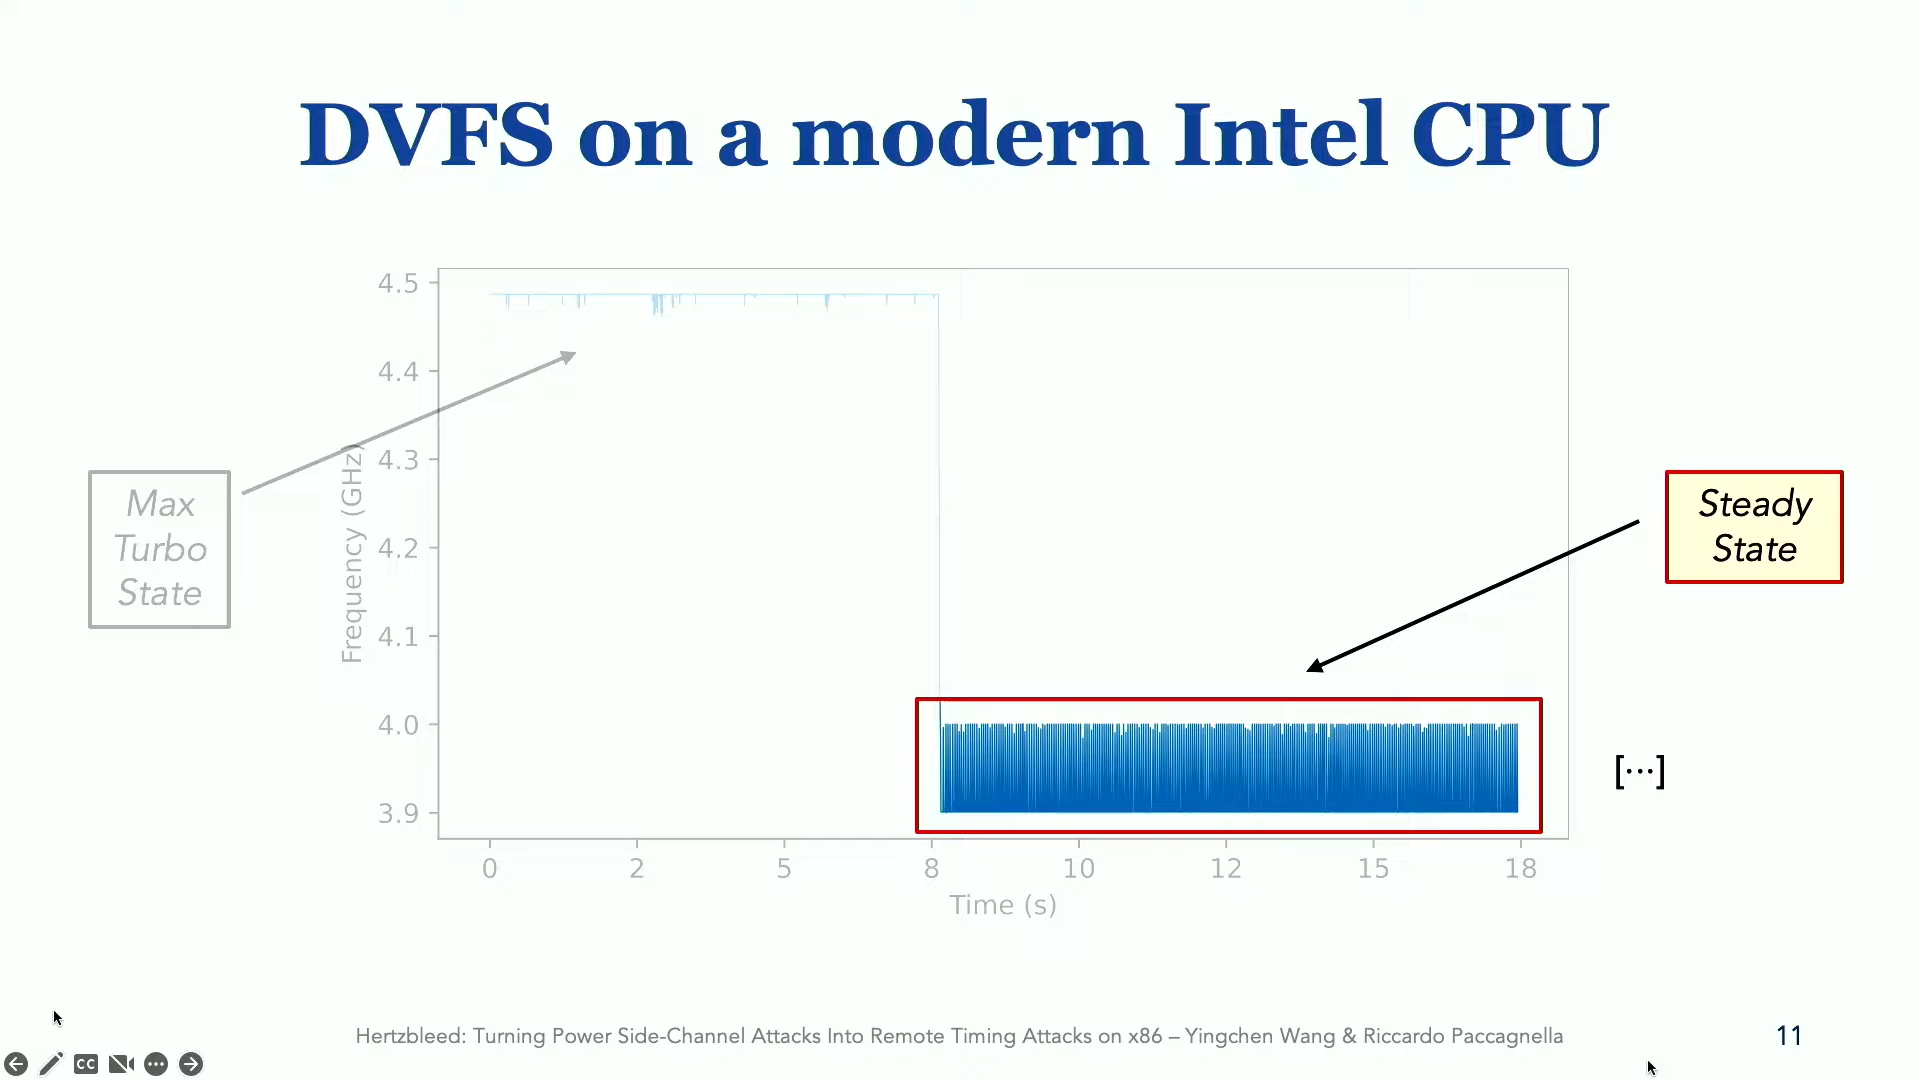 DVFS on a modern Intel CPU
4.5
4.4
4.3
4.2
4.1
4.0
3.9
Frequency (GHz)
0 2 5 8 10 12 15 18
Time (s)
Max
Turbo
State
Steady
State
[...]
Hertzbleed: Turning Power Side-Channel Attacks Into Remote Timing Attacks on x86 – Yingchen Wang & Riccardo Paccagnella
11
CC